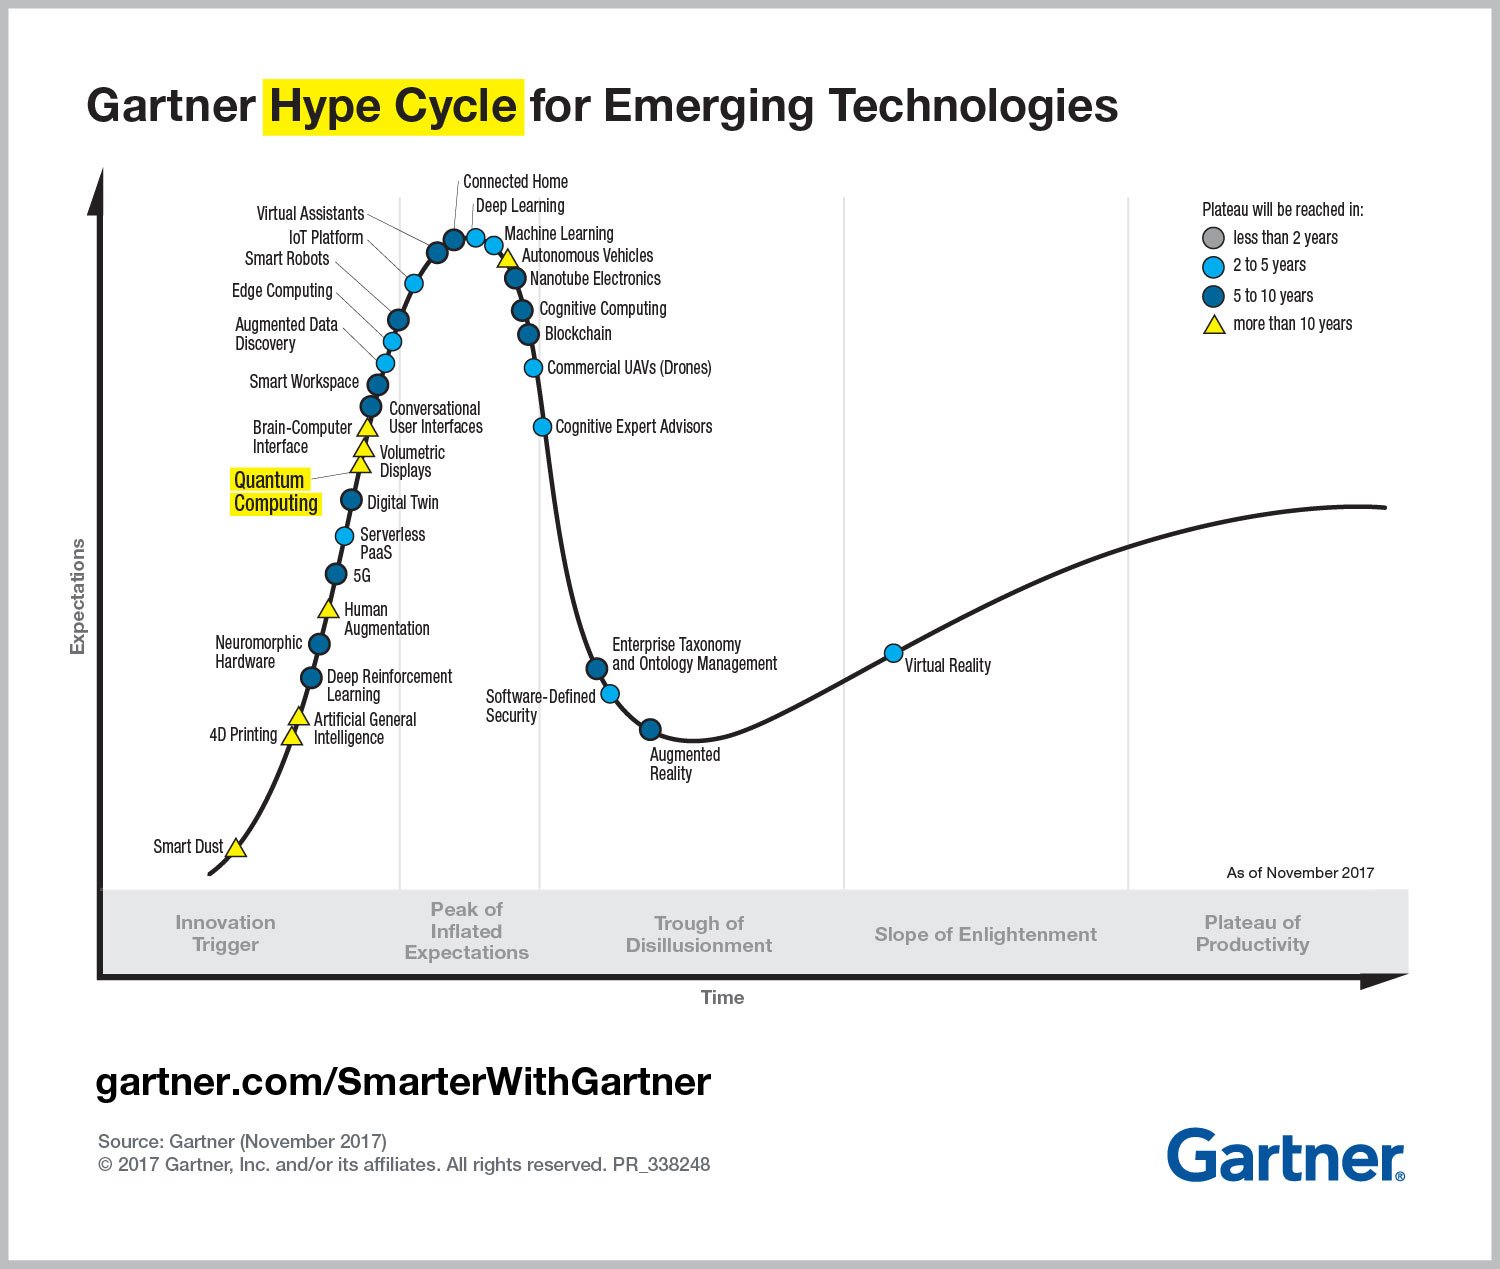 Gartner Hype Cycle for Emerging Technologies
Connected Home
Deep Learning
Virtual Assistants
IoT Platform
Smart Robots
Edge Computing
Augmented Data
Discovery
Smart Workspace
Conversational
User Interfaces
Brain-Computer
Interface
Volumetric
Displays
Quantum
Computing
Digital Twin
Serverless
PaaS
5G
Human
Augmentation
Neuromorphic
Hardware
Deep Reinforcement
Learning
Artificial General
Intelligence
4D Printing
Smart Dust
Machine Learning
Autonomous Vehicles
Nanotube Electronics
Cognitive Computing
Blockchain
Commercial UAVs (Drones)
Cognitive Expert Advisors
Enterprise Taxonomy
and Ontology Management
Software-Defined
Security
Augmented
Reality
Virtual Reality
Plateau will be reached in:
less than 2 years
2 to 5 years
5 to 10 years
more than 10 years
As of November 2017
Expectations
Innovation
Trigger
Peak of
Inflated
Expectations
Trough of
Disillusionment
Slope of Enlightenment
Plateau of
Productivity
Time
gartner.com/SmarterWithGartner
Source: Gartner (November 2017)
© 2017 Gartner, Inc. and/or its affiliates. All rights reserved. PR_338248
Gartner®